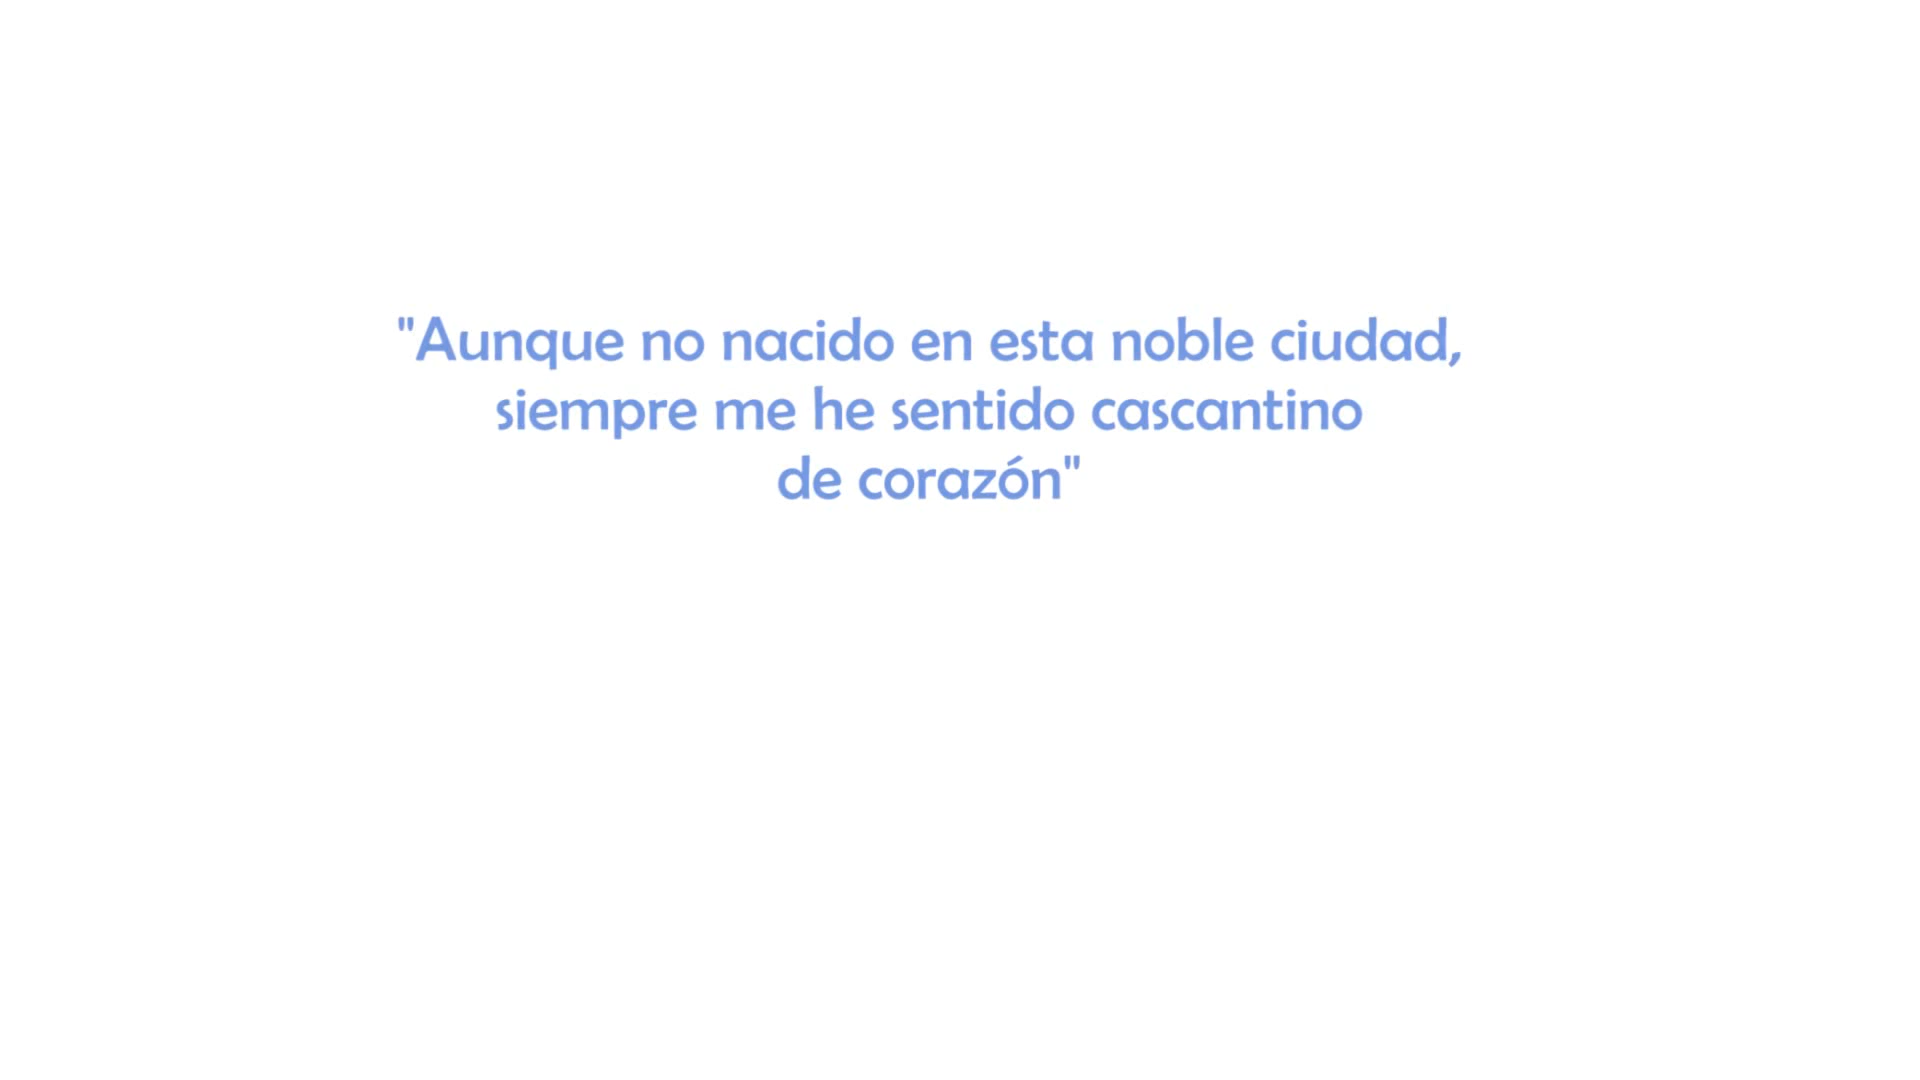 "Aunque no nacido en esta noble ciudad,
siempre me he sentido cascantino
de corazón"